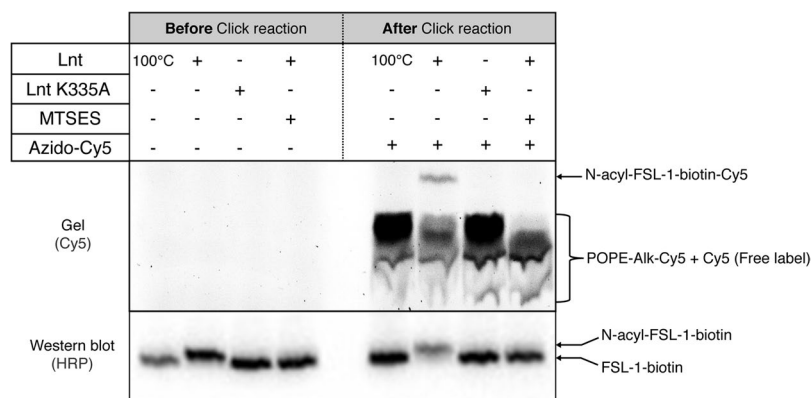 Before Click reaction After Click reaction
Lnt 100°C + - + 100°C + - +
Lnt K335A - - + - - - + -
MTSES - - - + - - - +
Azido-Cy5 - - - - + + + +
N-acyl-FSL-1-biotin-Cy5
Gel
(Cy5)
POPE-Alk-Cy5 + Cy5 (Free label)
Western blot
(HRP)
N-acyl-FSL-1-biotin
FSL-1-biotin